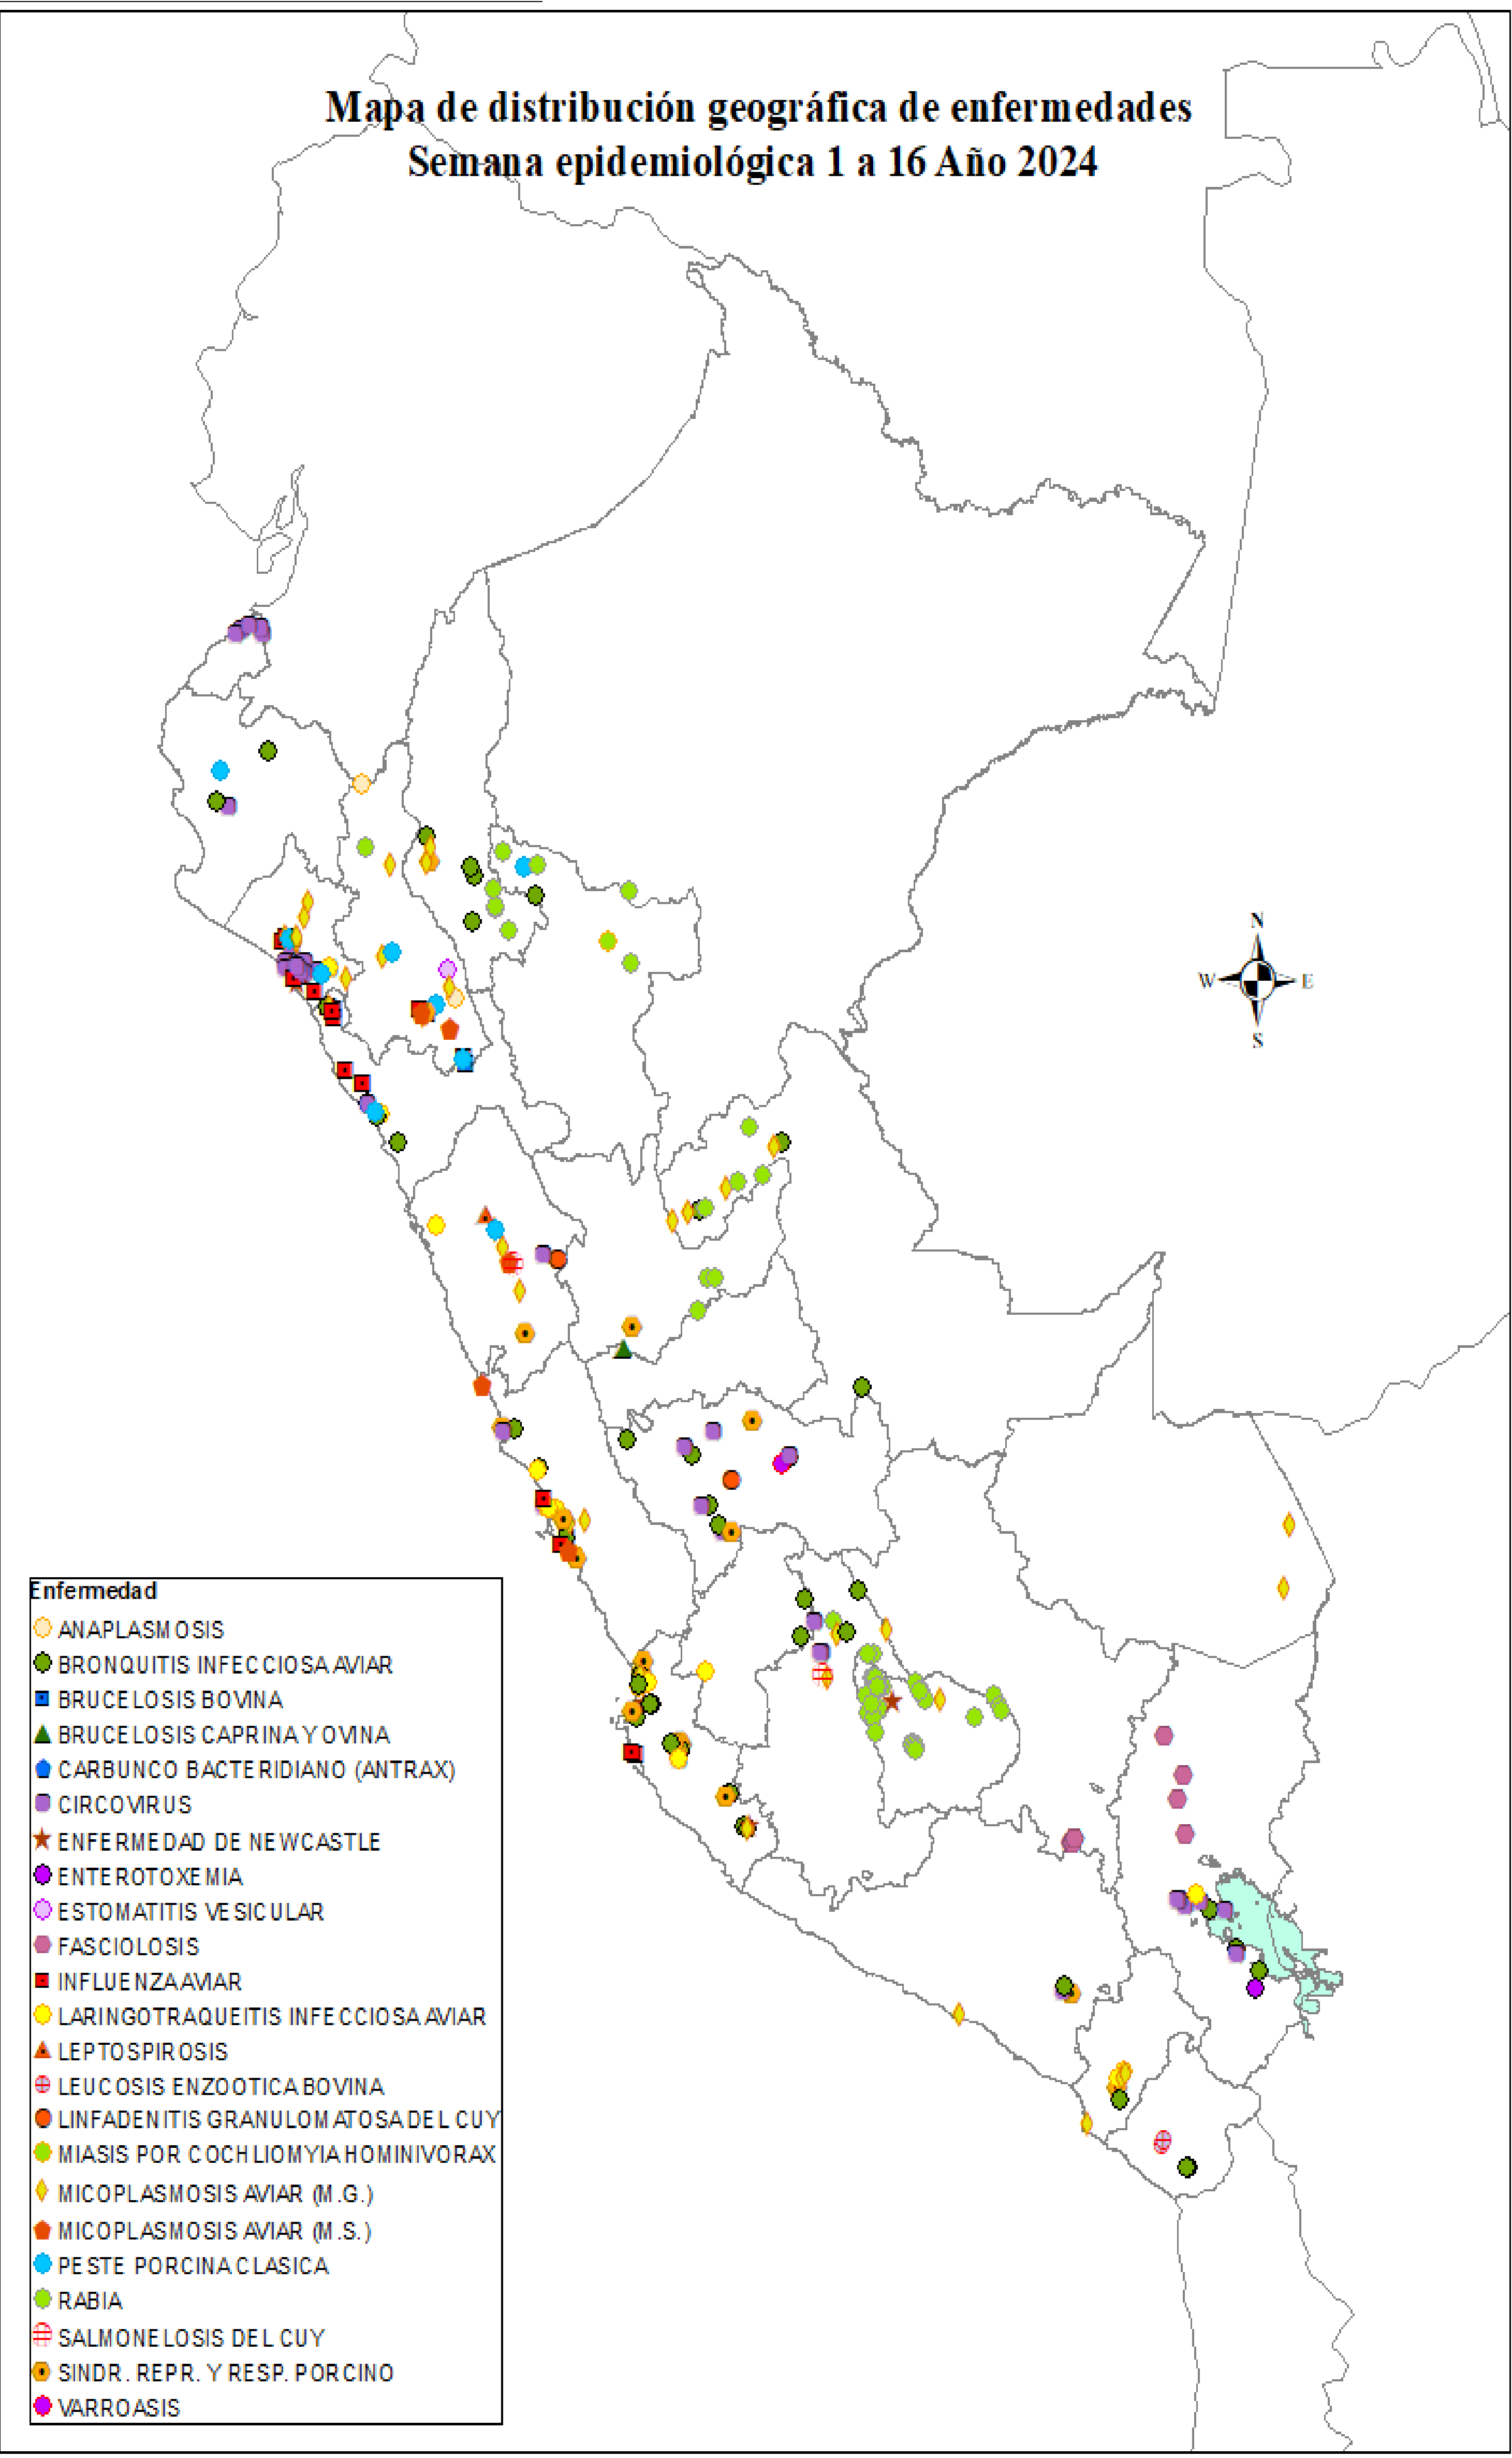 Mapa de distribución geográfica de enfermedades
Semana epidemiológica 1 a 16 Año 2024
N
W E
S
Enfermedad
ANAPLASMOSIS
BRONQUITIS INFECCIOSA AVIAR
BRUCELOSIS BOVINA
BRUCELOSIS CAPRINA Y OVINA
CARBUNCO BACTERIDIANO (ANTRAX)
CIRCOVIRUS
ENFERMEDAD DE NEWCASTLE
ENTEROTOXEMIA
ESTOMATITIS VESICULAR
FASCIOLOSIS
INFLUENZA AVIAR
LARINGOTRAQUEITIS INFECCIOSA AVIAR
LEPTOSPIROSIS
LEUCOSIS ENZOOTICA BOVINA
LINFADENITIS GRANULOMATOSA DEL CUY
MIASIS POR COCHLIOMYIA HOMINIVORAX
MICOPLASMOSIS AVIAR (M.G.)
MICOPLASMOSIS AVIAR (M.S.)
PESTE PORCINA CLASICA
RABIA
SALMONELOSIS DEL CUY
SINDR. REPR. Y RESP. PORCINO
VARROASIS